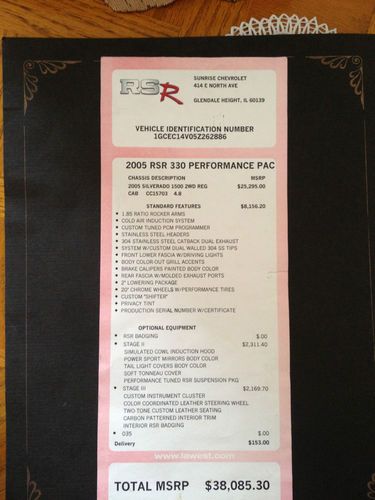 RSR
SUNRISE CHEVROLET
414 E NORTH AVE
GLENDALE HEIGHT, IL 60139
VEHICLE IDENTIFICATION NUMBER
1GCEC14V05Z262886
2005 RSR 330 PERFORMANCE PAC
CHASSIS DESCRIPTION MSRP
2005 SILVERADO 1500 2WD REG $25,295.00
CAB CC15703 4.8
STANDARD FEATURES $8,156.20
• 1.85 RATIO ROCKER ARMS
• COLD AIR INDUCTION SYSTEM
• CUSTOM TUNED PCM PROGRAMMER
• STAINLESS STEEL HEADERS
• 304 STAINLESS STEEL CATBACK DUAL EXHAUST
• SYSTEM W/CUSTOM DUAL WALLED 304 SS TIPS
• FRONT LOWER FASCIA W/DRIVING LIGHTS
• BODY COLOR OUT GRILL ACCENTS
• BRAKE CALIPERS PAINTED BODY COLOR
• REAR FASCIA W/MOLDED EXHAUST PORTS
• 2" LOWERING PACKAGE
• 20" CHROME WHEELS W/PERFORMANCE TIRES
• CUSTOM "SHIFTER"
• PRIVACY TINT
• PRODUCTION SERIAL NUMBER W/CERTIFICATE
OPTIONAL EQUIPMENT
• RSR BADGING $.00
• STAGE II $2,311.40
SIMULATED COWL INDUCTION HOOD
POWER SPORT MIRRORS BODY COLOR
TAIL LIGHT COVERS BODY COLOR
SOFT TONNEAU COVER
PERFORMANCE TUNED RSR SUSPENSION PKG
• STAGE III $2,169.70
CUSTOM INSTRUMENT CLUSTER
COLOR COORDINATED LEATHER STEERING WHEEL
TWO-TONE CUSTOM LEATHER SEATING
CARBON PATTERNED INTERIOR TRIM
INTERIOR RSR BADGING
• 035 $.00
Delivery $153.00
www.lawest.com
TOTAL MSRP $38,085.30